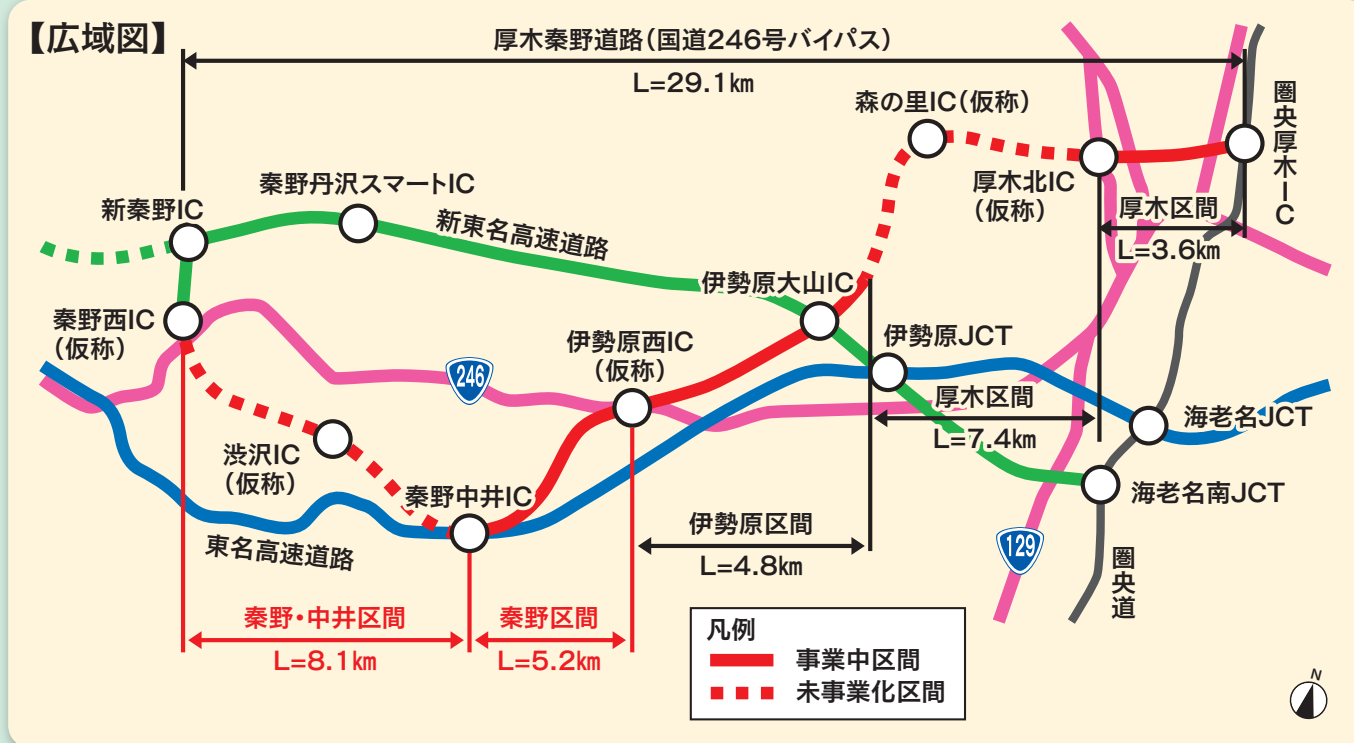 【広域図】
厚木秦野道路(国道246号バイパス)
L=29.1㎞
森の里IC(仮称)
圏央厚木IC
秦野丹沢スマートIC
新秦野IC
新東名高速道路
厚木北IC
(仮称)
厚木区間
L=3.6㎞
伊勢原大山IC
秦野西IC
(仮称)
伊勢原西IC
(仮称)
伊勢原JCT
246
厚木区間
L=7.4㎞
海老名JCT
渋沢IC
(仮称)
秦野中井IC
海老名南JCT
東名高速道路
伊勢原区間
L=4.8㎞
129
圏央道
秦野・中井区間
L=8.1㎞
秦野区間
L=5.2㎞
凡例
事業中区間
未事業化区間
N